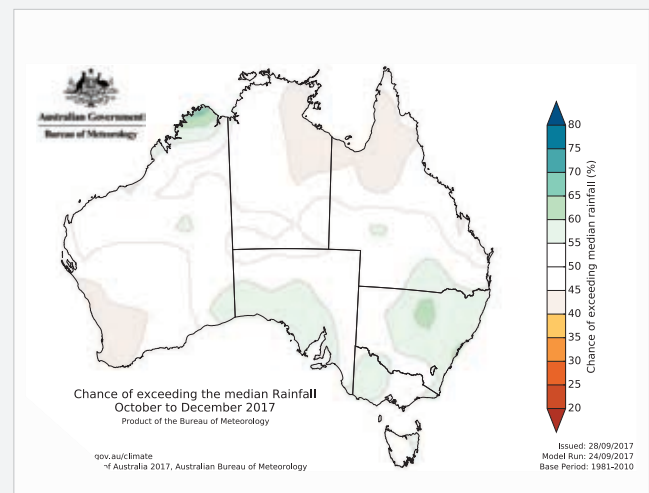 Australian Government
Bureau of Meteorology
80
75
70
65
60
55
50
45
40
35
30
25
20
Chance of exceeding median rainfall (%)
Chance of exceeding the median Rainfall
October to December 2017
Product of the Bureau of Meteorology
gov.au/climate
of Australia 2017, Australian Bureau of Meteorology
Issued: 28/09/2017
Model Run: 24/09/2017
Base Period: 1981-2010